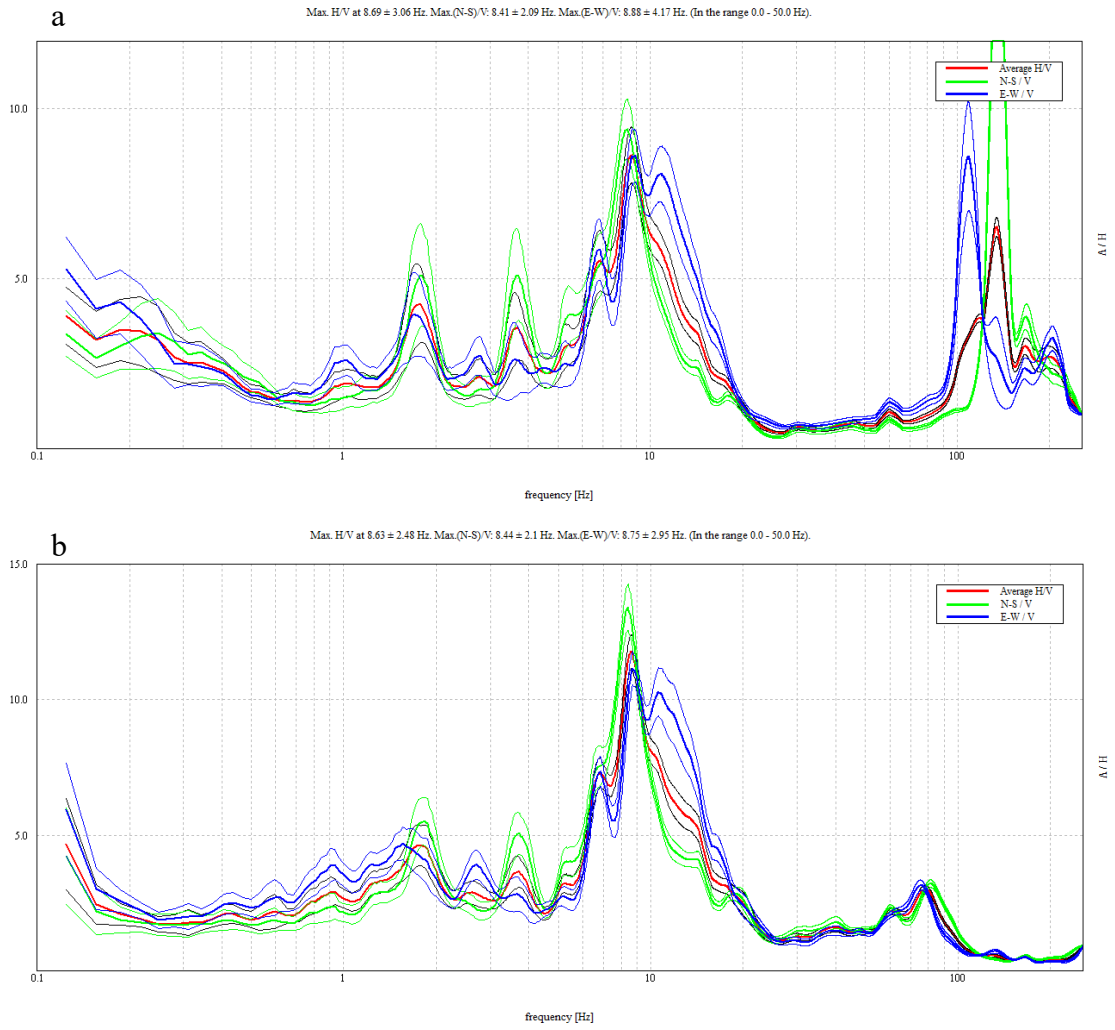 a
Max. H/V at 8.69 ± 3.06 Hz. Max.(N-S)/V: 8.41 ± 2.09 Hz. Max.(E-W)/V: 8.88 ± 4.17 Hz. (In the range 0.0 - 50.0 Hz).
Average H/V
N-S / V
E-W / V
10.0
5.0
H / V
0.1
1
10
100
frequency [Hz]
b
Max. H/V at 8.63 ± 2.48 Hz. Max.(N-S)/V: 8.44 ± 2.1 Hz. Max.(E-W)/V: 8.75 ± 2.95 Hz. (In the range 0.0 - 50.0 Hz).
15.0
Average H/V
N-S / V
E-W / V
10.0
5.0
H / V
0.1
1
10
100
frequency [Hz]